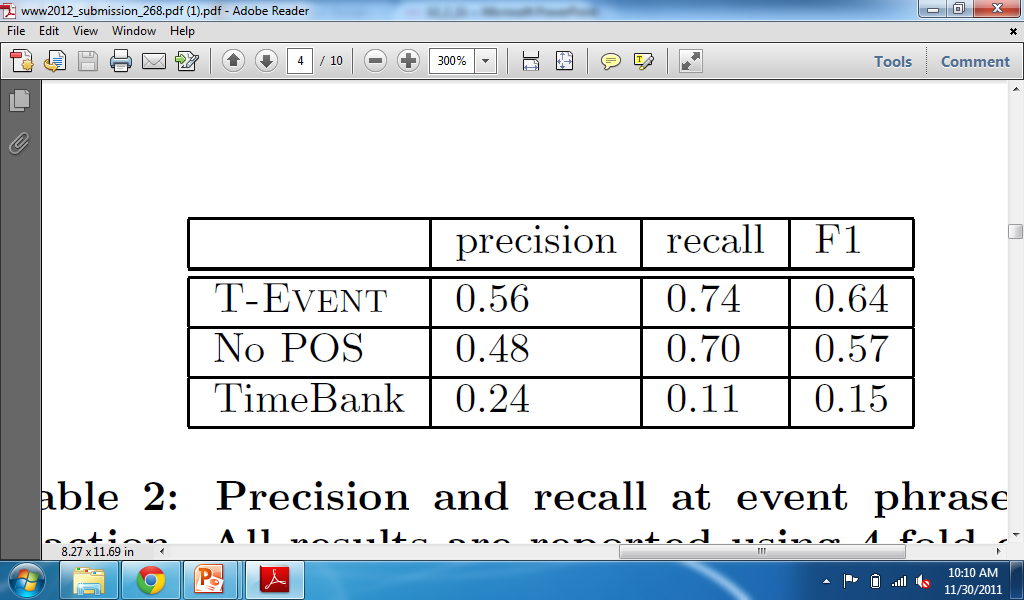 www2012_submission_268.pdf (1).pdf - Adobe Reader
File Edit View Window Help
4 / 10 300% Tools Comment
precision recall F1
T-EVENT 0.56 0.74 0.64
No POS 0.48 0.70 0.57
TimeBank 0.24 0.11 0.15
able 2: Precision and recall at event phrase
8.27 x 11.69 in
10:10 AM
11/30/2011